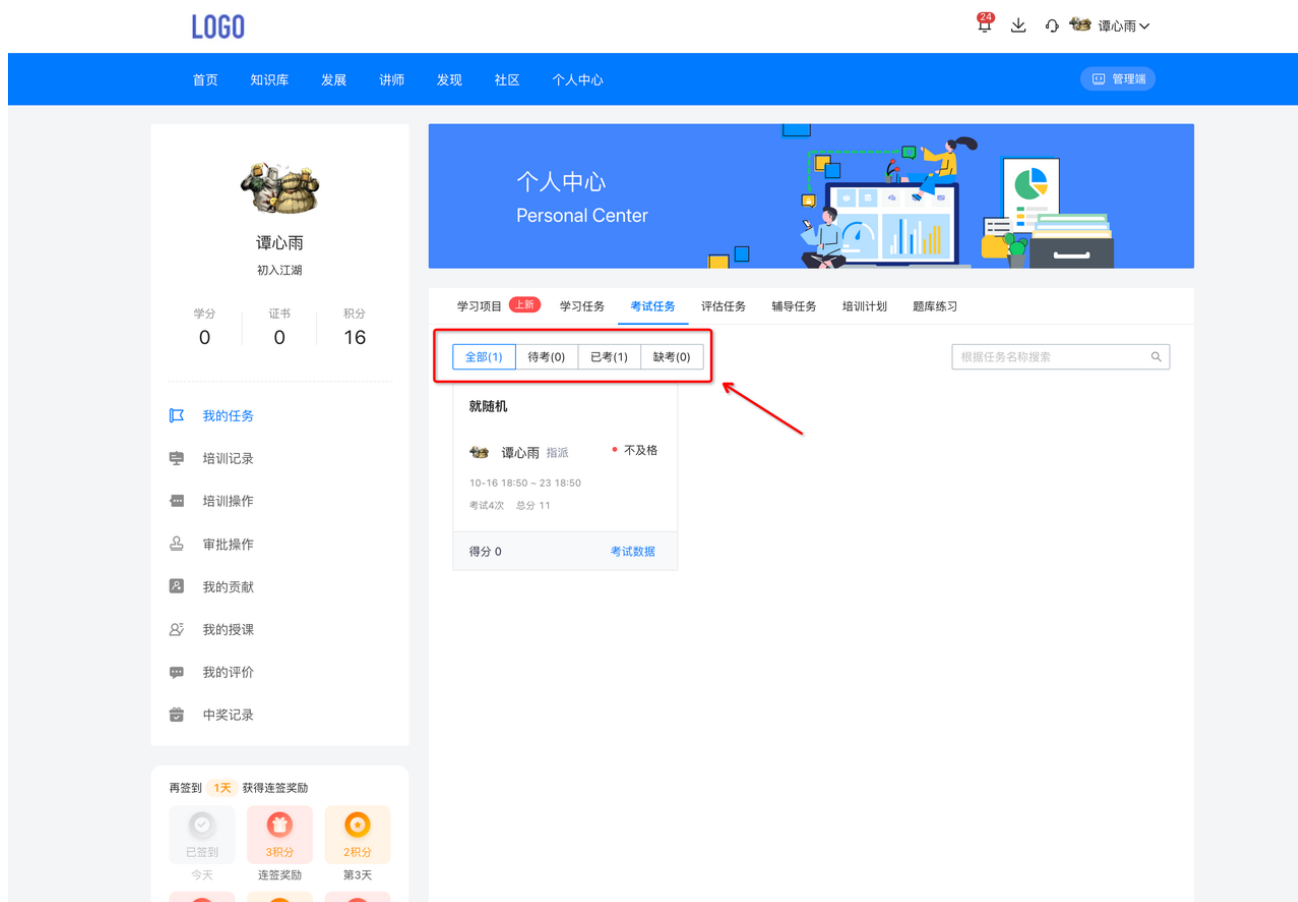 LOGO
24
谭心雨
首页 知识库 发展 讲师 发现 社区 个人中心 管理端
谭心雨
初入江湖
学分 证书 积分
0 0 16
我的任务
培训记录
培训操作
审批操作
我的贡献
我的授课
我的评价
中奖记录
再签到 1天 获得连签奖励
已签到 3积分 2积分
今天 连签奖励 第3天
个人中心
Personal Center
学习项目 上新 学习任务 考试任务 评估任务 辅导任务 培训计划 题库练习
全部(1) 待考(0) 已考(1) 缺考(0) 根据任务名称搜索
就随机
谭心雨 指派 不及格
10-16 18:50 ~ 23 18:50
考试4次 总分 11
得分 0 考试数据